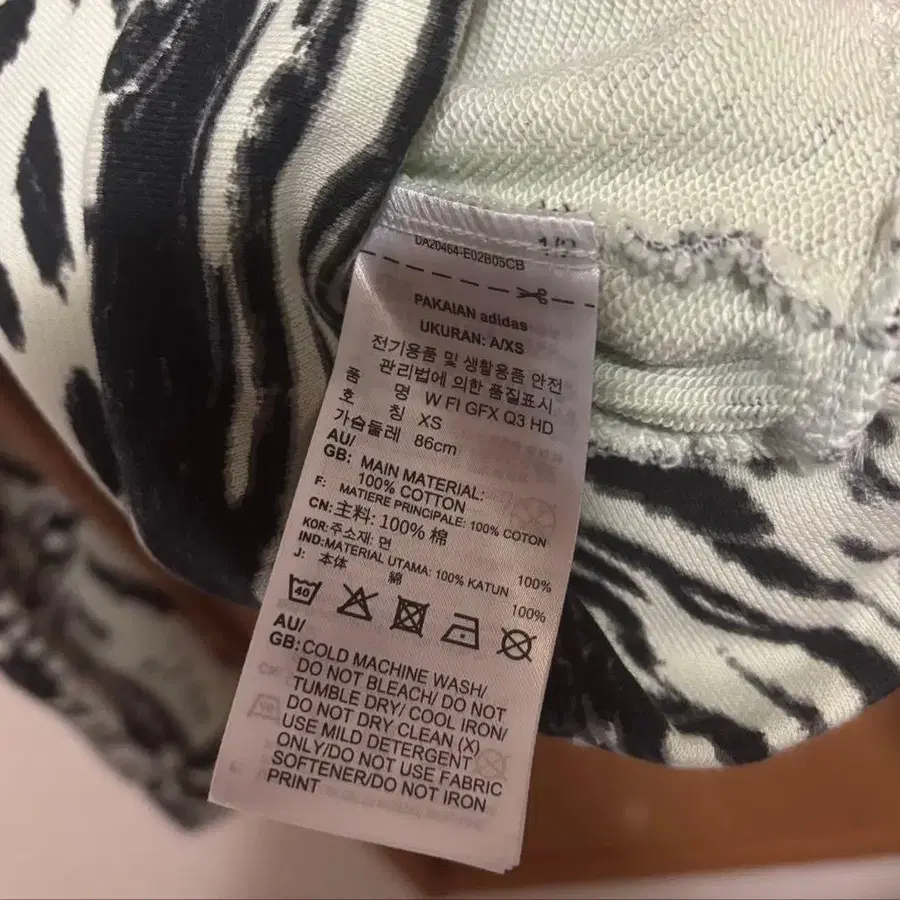 DA20464-E02B05CB
PAKAIAN adidas
UKURAN: A/XS
전기용품 및 생활용품 안전
관리법에 의한 품질표시
품 명 W FI GFX Q3 HD
호 칭 XS
가슴둘레 86cm
AU/
GB: MAIN MATERIAL:
100% COTTON
F: MATIERE PRINCIPALE: 100% COTON
CN: 主料: 100% 棉
KOR: 주소재: 면 100%
IND: MATERIAL UTAMA: 100% KATUN
J: 本体 綿 100%
40
AU/
GB: COLD MACHINE WASH/
DO NOT BLEACH/ DO NOT
TUMBLE DRY/ COOL IRON/
DO NOT DRY CLEAN (X)
USE MILD DETERGENT
ONLY/DO NOT USE FABRIC
SOFTENER/DO NOT IRON
PRINT